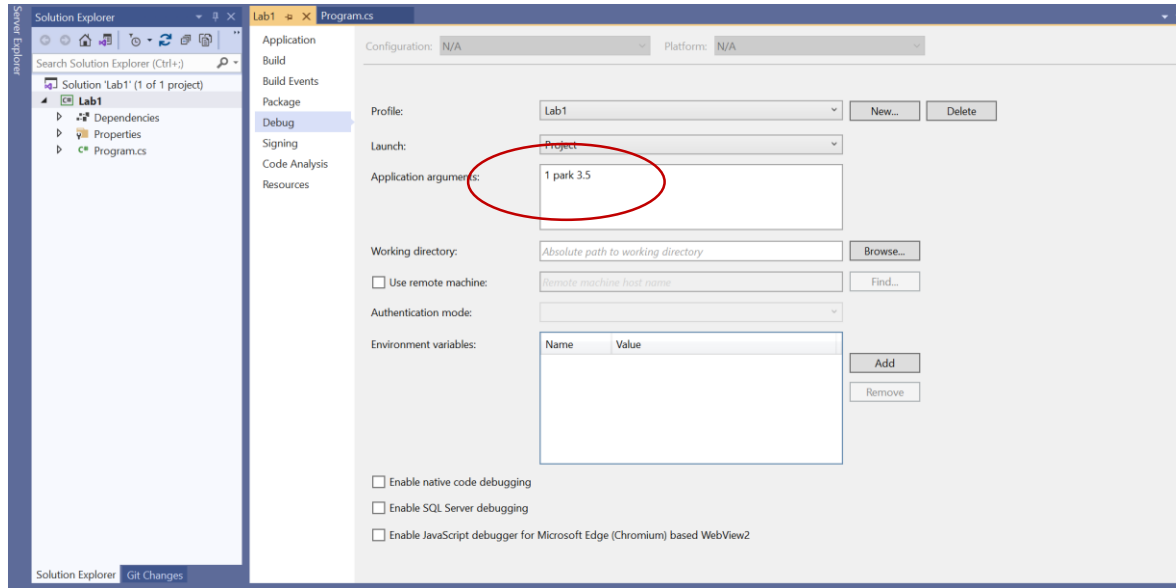 Server Explorer
Solution Explorer
Search Solution Explorer (Ctrl+;)
Solution 'Lab1' (1 of 1 project)
C# Lab1
Dependencies
Properties
C# Program.cs
Solution Explorer Git Changes
Lab1 Program.cs
Application
Build
Build Events
Package
Debug
Signing
Code Analysis
Resources
Configuration: N/A Platform: N/A
Profile: Lab1 New... Delete
Launch: Project
Application arguments: 1 park 3.5
Working directory: Absolute path to working directory Browse...
Use remote machine: Remote machine host name Find...
Authentication mode:
Environment variables: Name Value
Add
Remove
Enable native code debugging
Enable SQL Server debugging
Enable JavaScript debugger for Microsoft Edge (Chromium) based WebView2